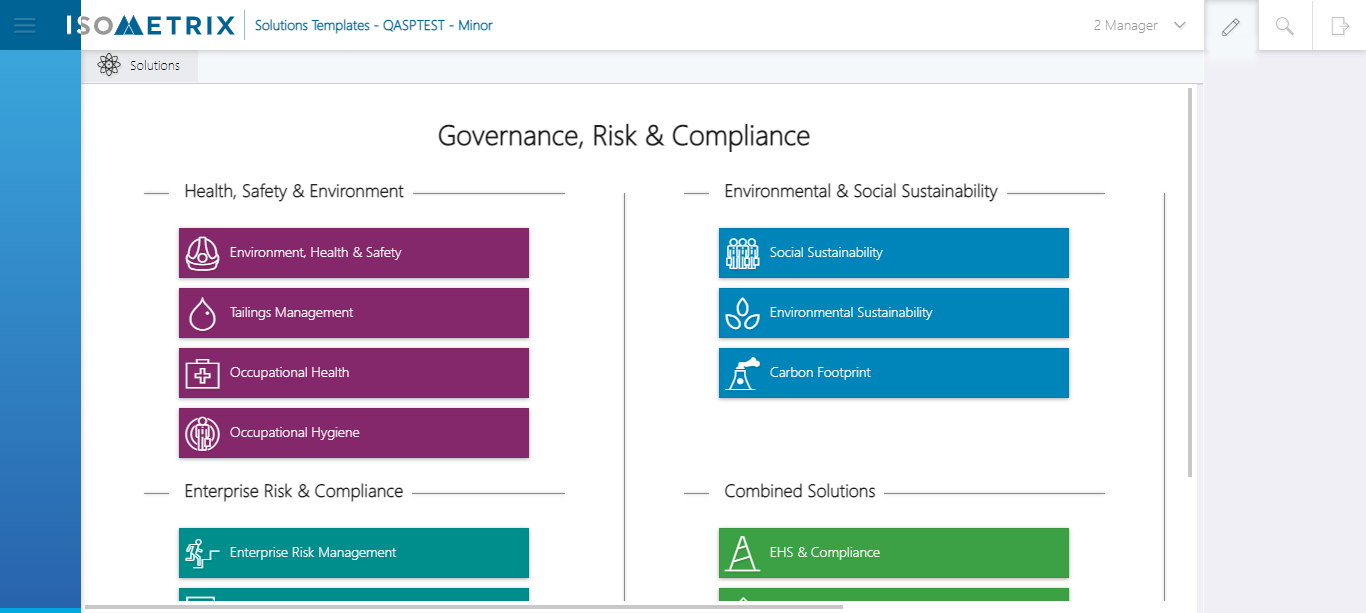 ISOMETRIX
Solutions Templates - QASPTEST - Minor
2 Manager
Solutions
Governance, Risk & Compliance
Health, Safety & Environment
Environment, Health & Safety
Tailings Management
Occupational Health
Occupational Hygiene
Environmental & Social Sustainability
Social Sustainability
Environmental Sustainability
Carbon Footprint
Enterprise Risk & Compliance
Enterprise Risk Management
Combined Solutions
EHS & Compliance